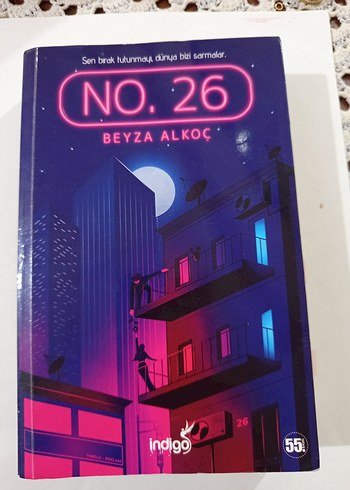 Sen bırak tutunmayı, dünya bizi sarmalar.
NO. 26
BEYZA ALKOÇ
26
indigo
55